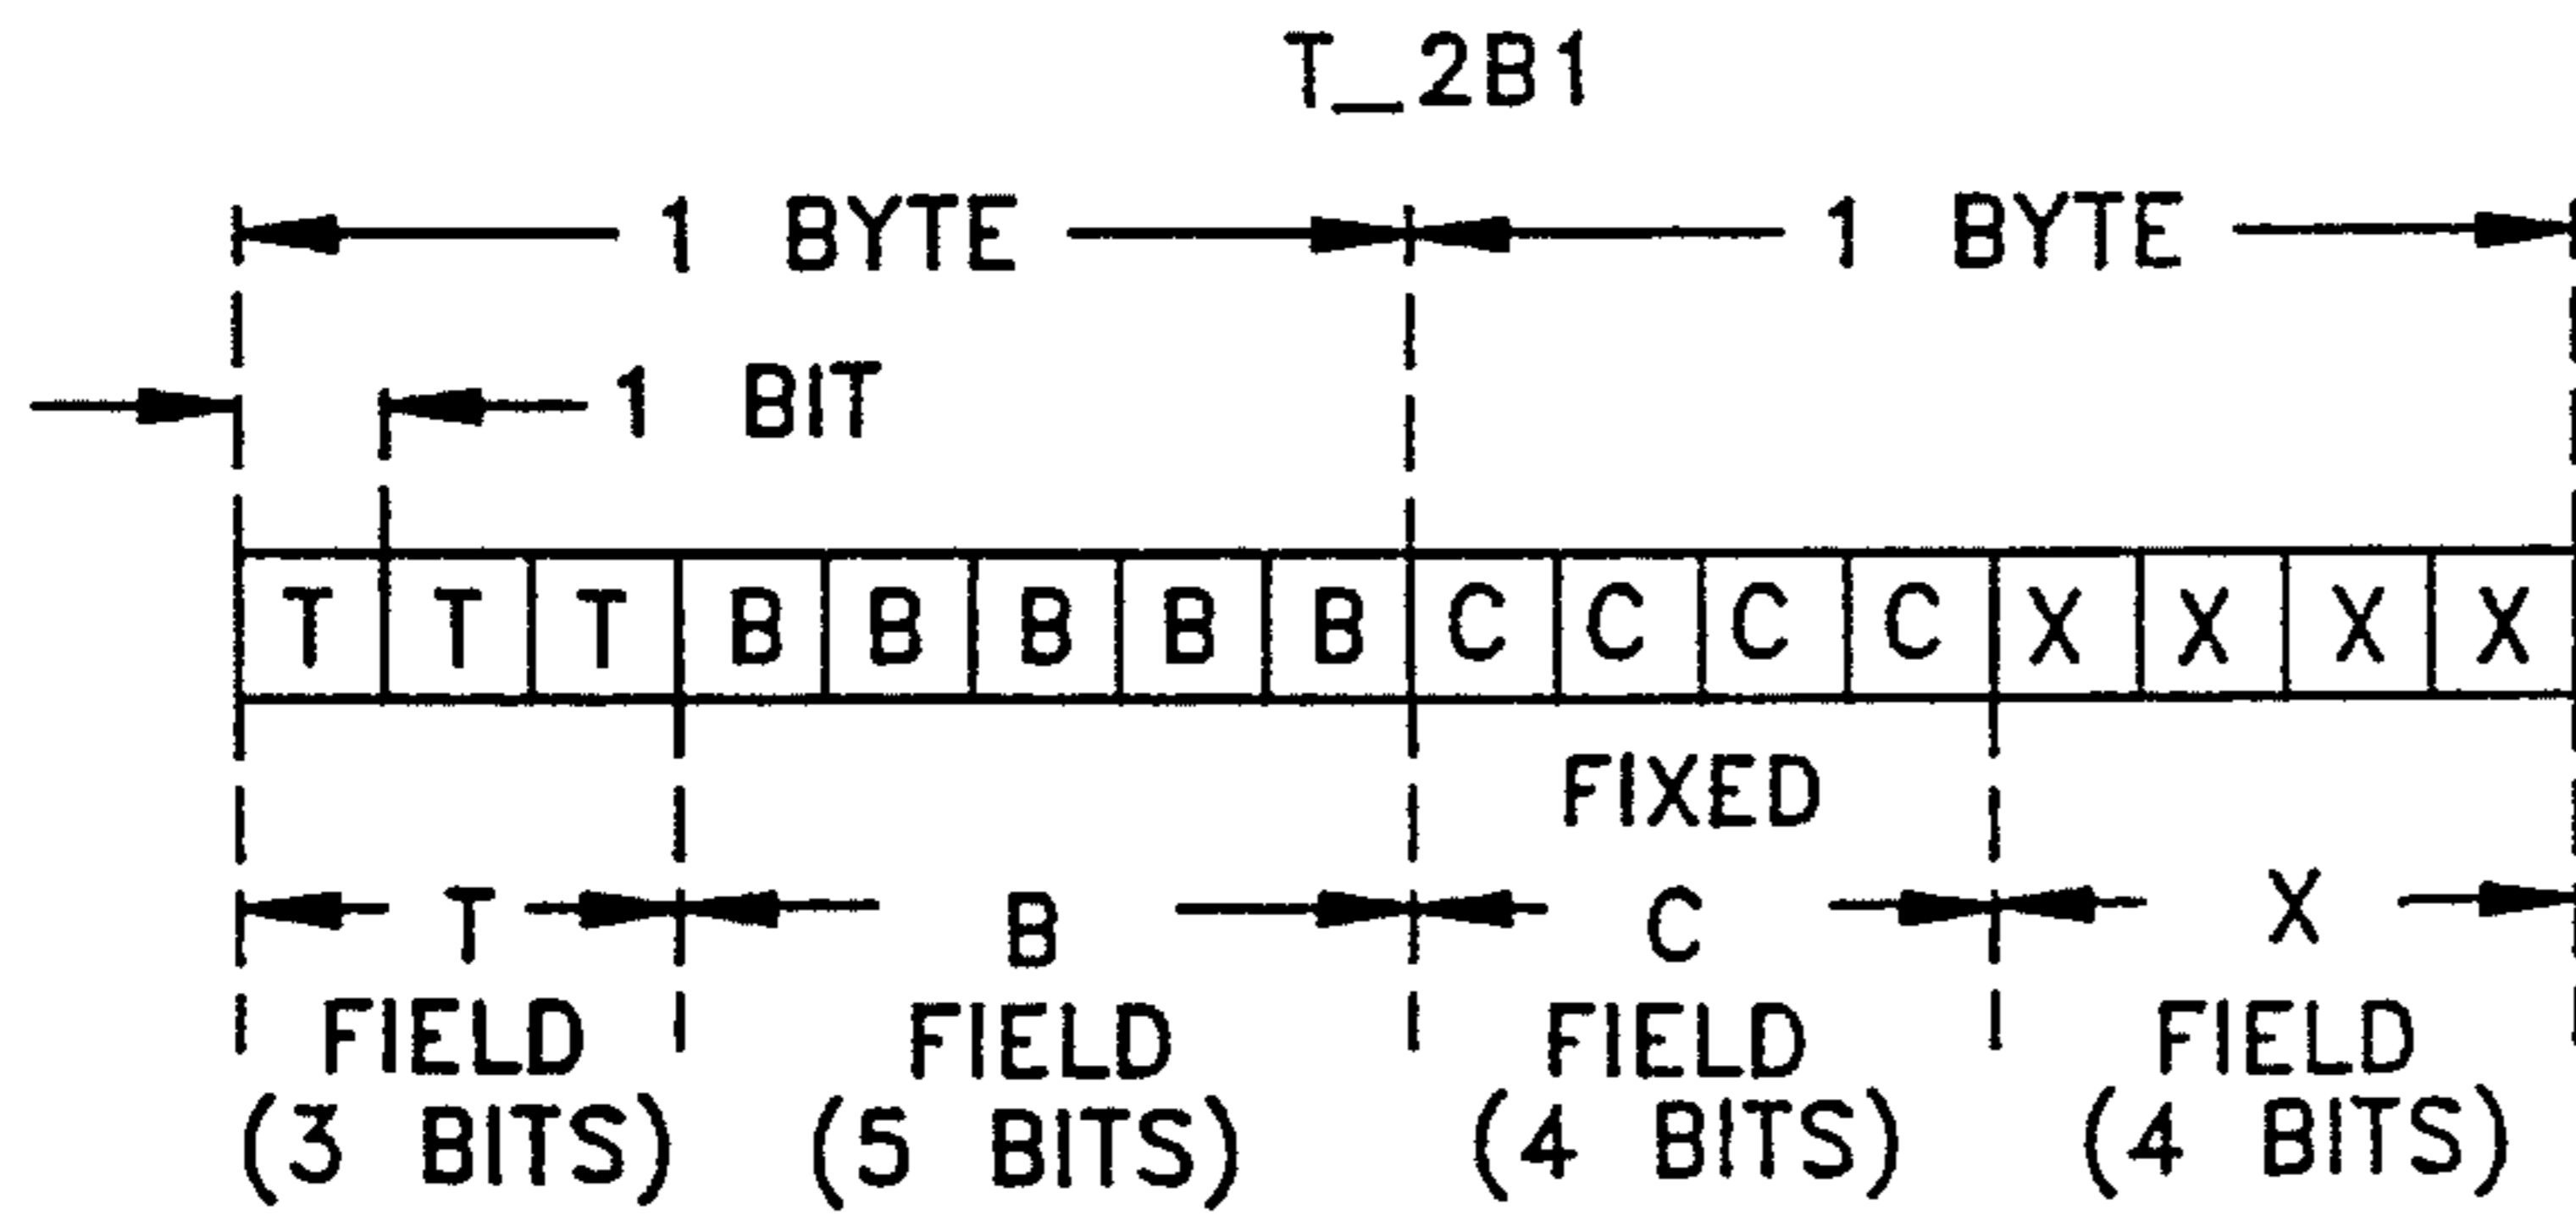 T_2B1
1 BYTE 1 BYTE
1 BIT
T T T B B B B B C C C C X X X X
FIXED
T B C X
FIELD FIELD FIELD FIELD
(3 BITS) (5 BITS) (4 BITS) (4 BITS)